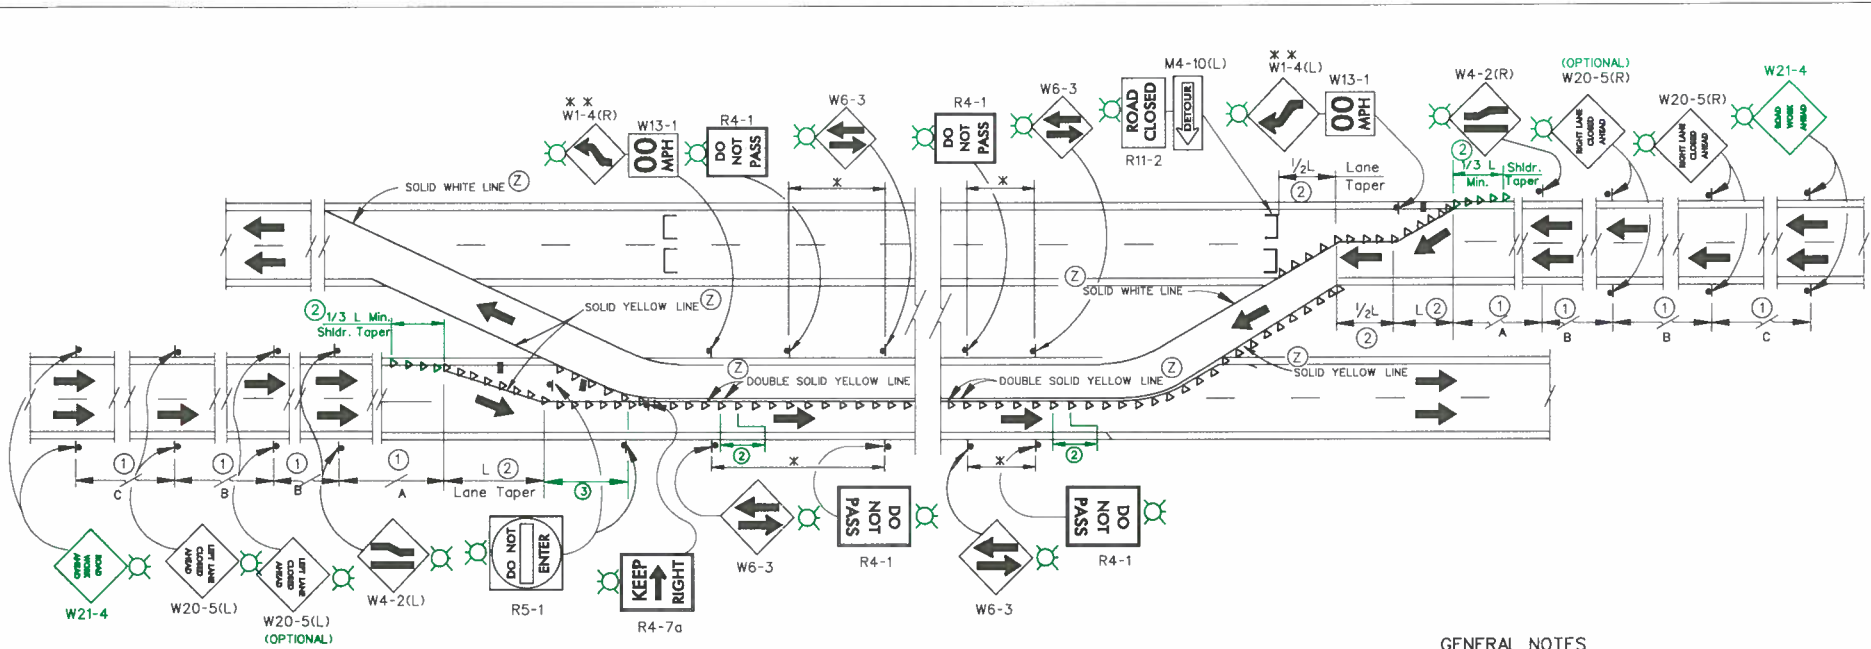 * *
W1-4(R)
W13-1
00
MPH
R4-1
DO
NOT
PASS
W6-3
*
R4-1
DO
NOT
PASS
W6-3
*
ROAD
CLOSED
R11-2
M4-10(L)
DETOUR
* *
W1-4(L)
W13-1
00
MPH
W4-2(R)
(OPTIONAL)
W20-5(R)
RIGHT LANE
CLOSED
AHEAD
W20-5(R)
RIGHT LANE
CLOSED
AHEAD
W21-4
ROAD
WORK
AHEAD
1/2L
2
Lane
Taper
2
1/3 L
Min.
Shldr.
Taper
SOLID WHITE LINE Z
SOLID YELLOW LINE Z
Z
SOLID WHITE LINE
2
1/3 L Min.
Shldr. Taper
Z
DOUBLE SOLID YELLOW LINE
DOUBLE SOLID YELLOW LINE Z
Z
SOLID YELLOW LINE
1/2L
2
L 2
1
A
1
B
1
B
1
C
1
C
1
B
1
B
1
A
L 2
Lane Taper
3
2
*
*
2
W21-4
ROAD
WORK
AHEAD
W20-5(L)
LEFT LANE
CLOSED
AHEAD
W20-5(L)
(OPTIONAL)
LEFT LANE
CLOSED
AHEAD
W4-2(L)
DO NOT
ENTER
R5-1
KEEP
RIGHT
R4-7a
W6-3
DO
NOT
PASS
R4-1
W6-3
DO
NOT
PASS
R4-1
GENERAL NOTES